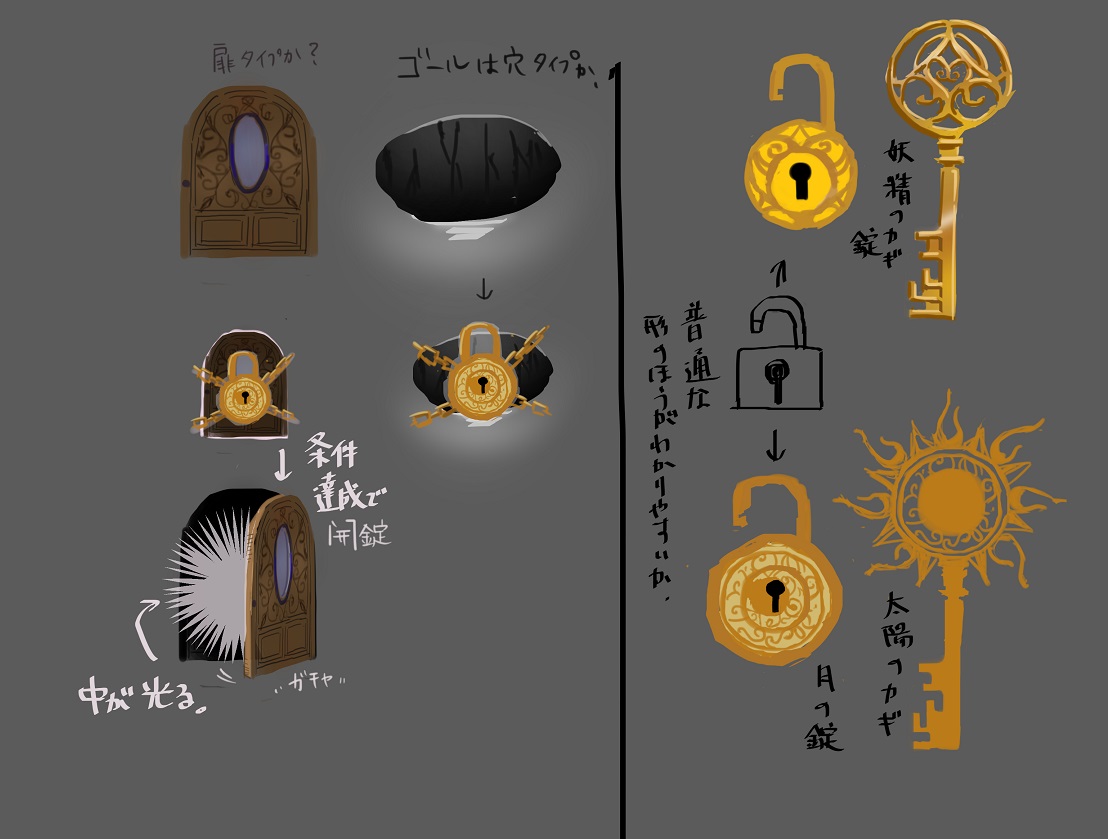 扉タイプか？
ゴールは穴タイプか、
条件
達成で
開錠
中が光る。
ガチャ
妖精のカギ
錠
普通な
形のほうがわかりやすいか、
太陽のカギ
月の錠